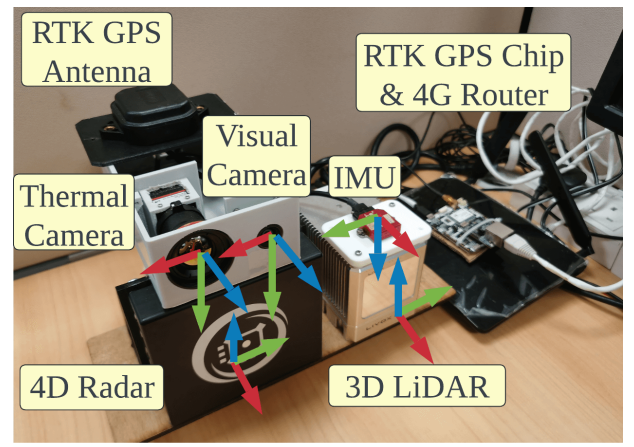 RTK GPS
Antenna
RTK GPS Chip
& 4G Router
Visual
Camera
IMU
Thermal
Camera
4D Radar
3D LiDAR